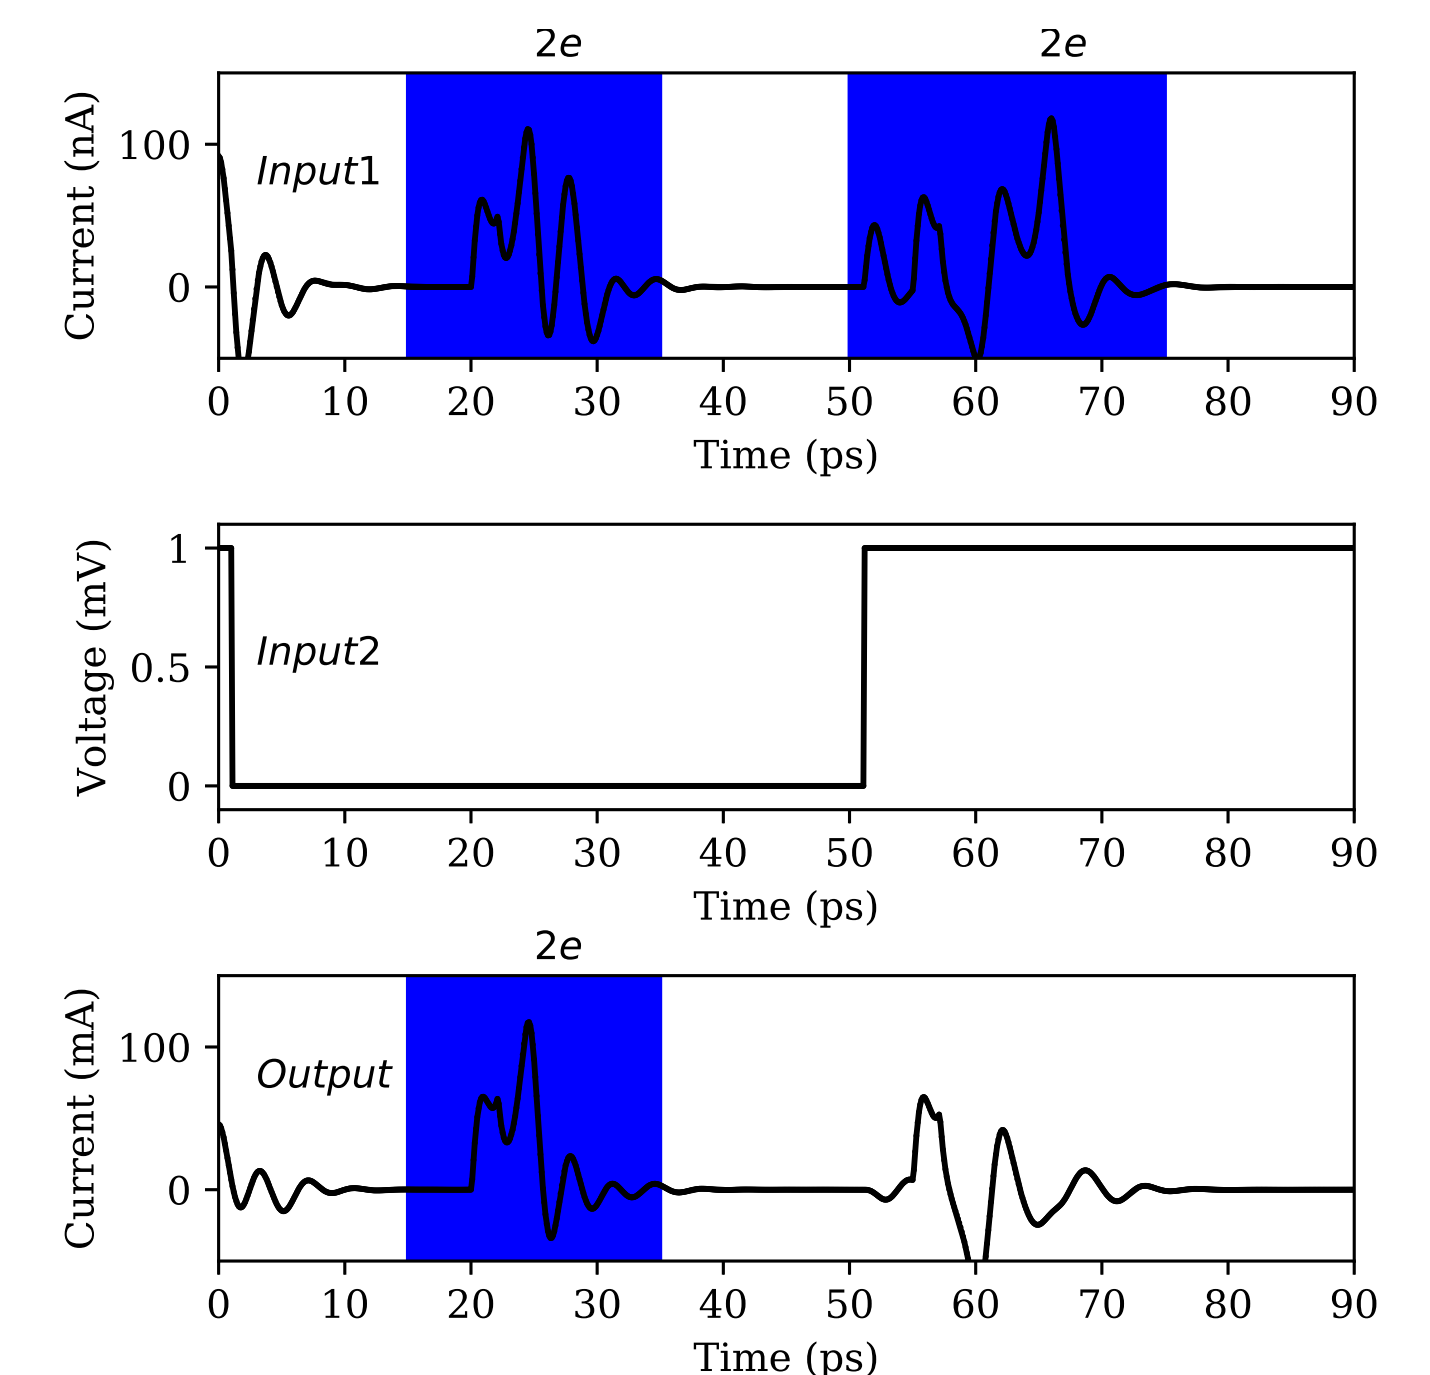 2e 2e
Current (nA)
100
0
Input1
0 10 20 30 40 50 60 70 80 90
Time (ps)
Voltage (mV)
1
0.5
0
Input2
0 10 20 30 40 50 60 70 80 90
Time (ps)
2e
Current (mA)
100
0
Output
0 10 20 30 40 50 60 70 80 90
Time (ps)